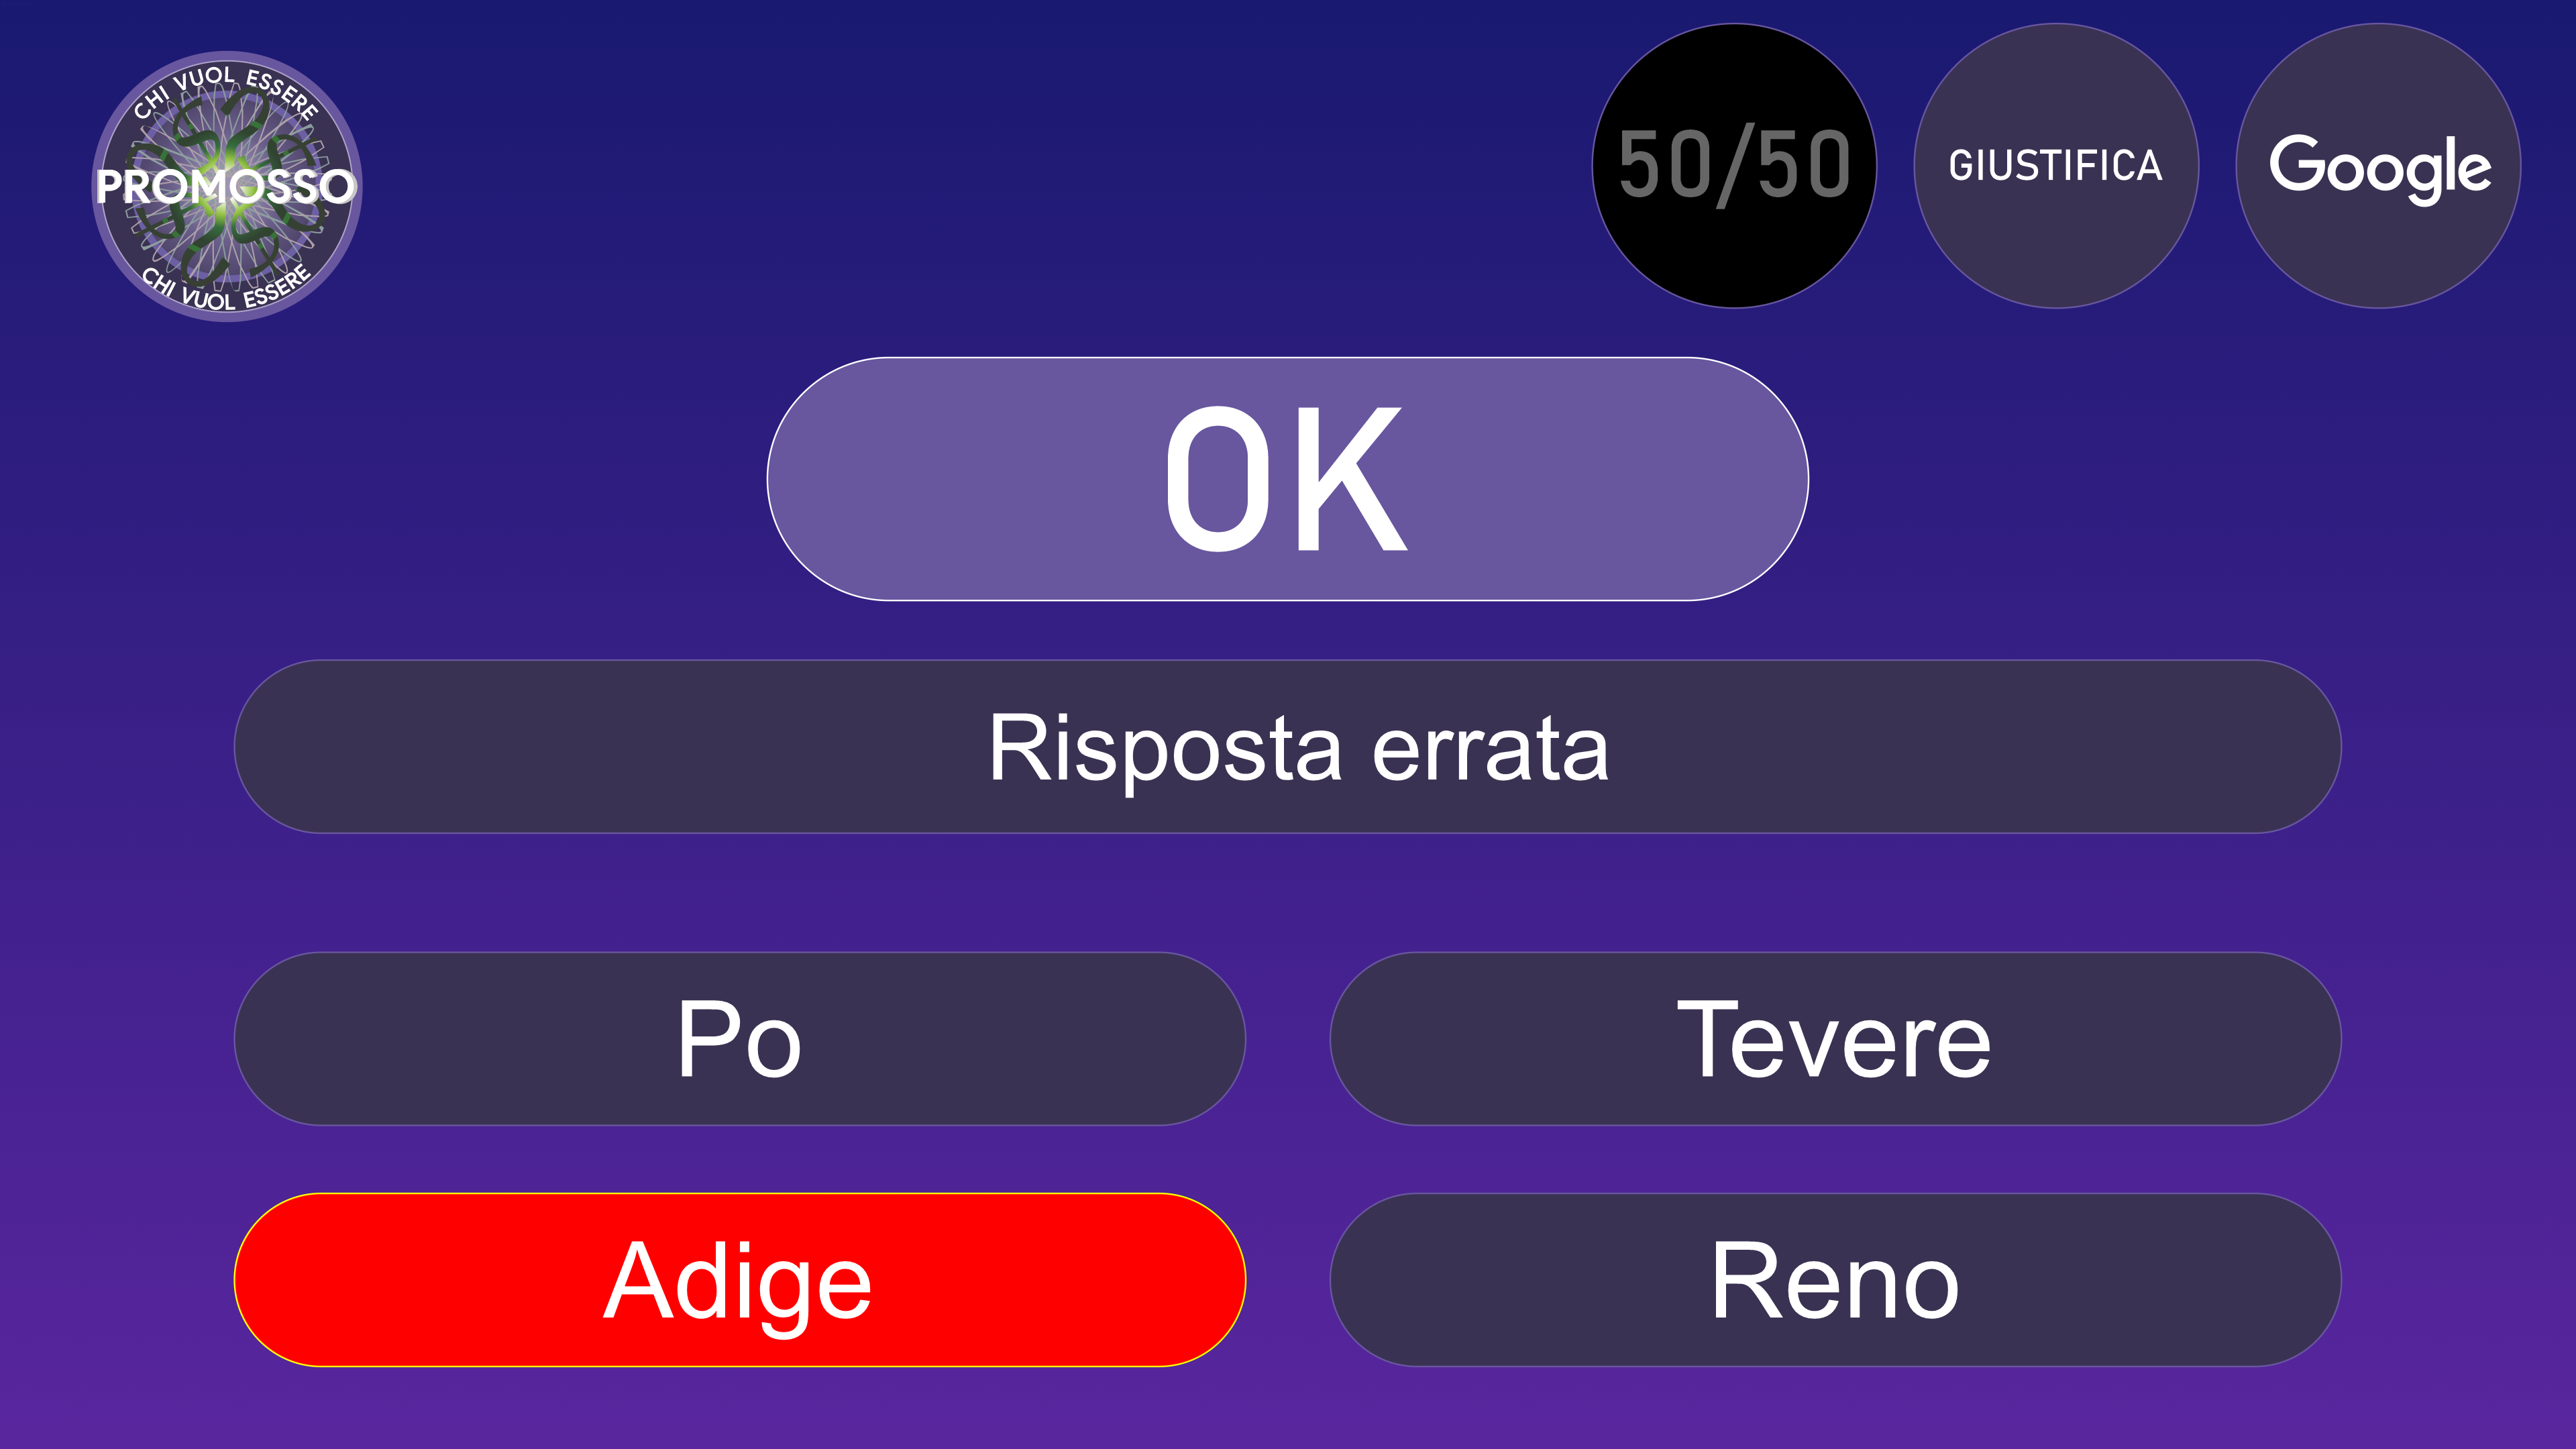 CHI VUOL ESSERE
PROMOSSO
CHI VUOL ESSERE
50/50
GIUSTIFICA
Google
OK
Risposta errata
Po
Tevere
Adige
Reno